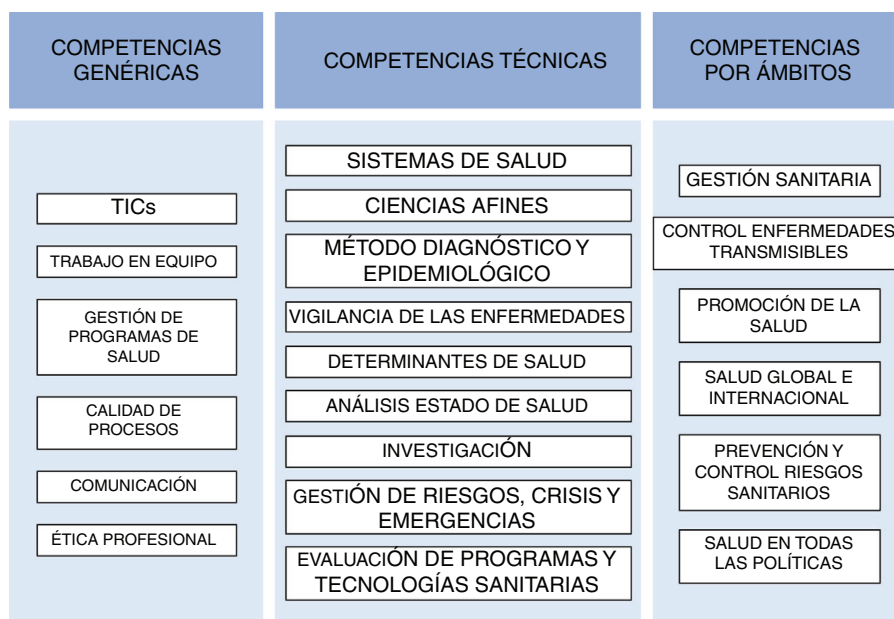 COMPETENCIAS
GENÉRICAS
COMPETENCIAS TÉCNICAS
COMPETENCIAS
POR ÁMBITOS
TICs
TRABAJO EN EQUIPO
GESTIÓN DE
PROGRAMAS DE
SALUD
CALIDAD DE
PROCESOS
COMUNICACIÓN
ÉTICA PROFESIONAL
SISTEMAS DE SALUD
CIENCIAS AFINES
MÉTODO DIAGNÓSTICO Y
EPIDEMIOLÓGICO
VIGILANCIA DE LAS ENFERMEDADES
DETERMINANTES DE SALUD
ANÁLISIS ESTADO DE SALUD
INVESTIGACIÓN
GESTIÓN DE RIESGOS, CRISIS Y
EMERGENCIAS
EVALUACIÓN DE PROGRAMAS Y
TECNOLOGÍAS SANITARIAS
GESTIÓN SANITARIA
CONTROL ENFERMEDADES
TRANSMISIBLES
PROMOCIÓN DE LA
SALUD
SALUD GLOBAL E
INTERNACIONAL
PREVENCIÓN Y
CONTROL RIESGOS
SANITARIOS
SALUD EN TODAS
LAS POLÍTICAS